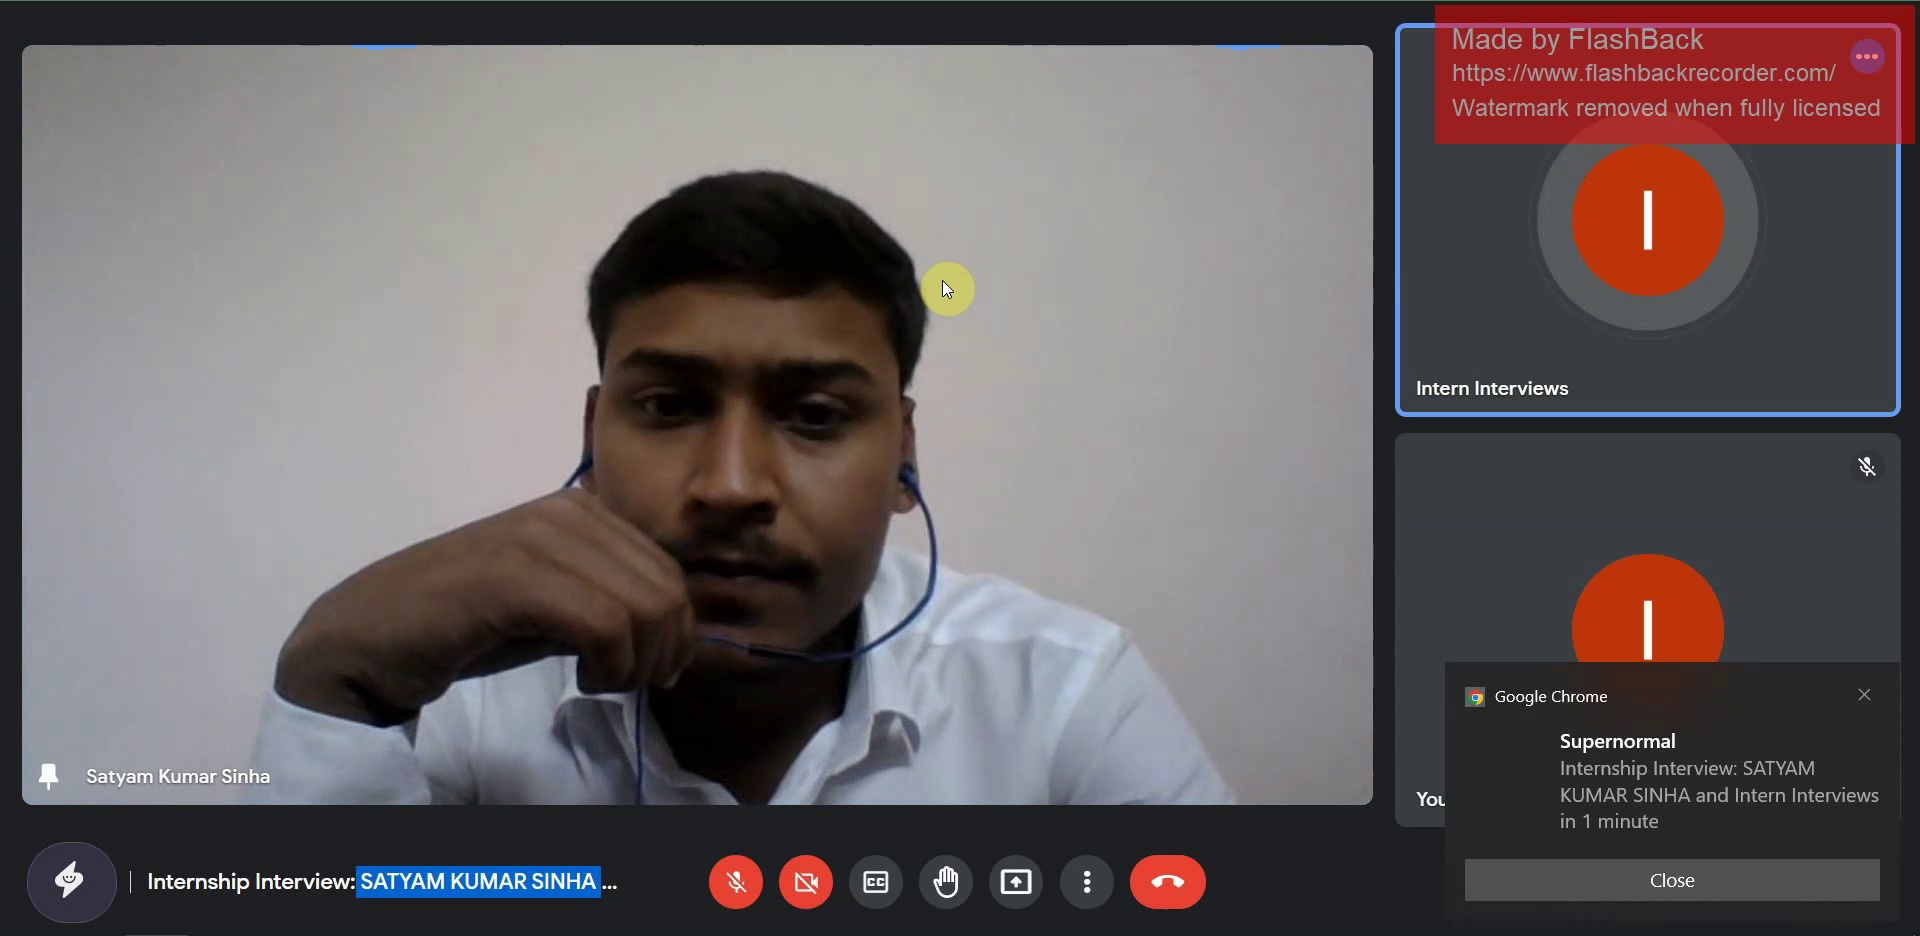 Made by FlashBack
https://www.flashbackrecorder.com/
Watermark removed when fully licensed
I
Intern Interviews
I
You
Satyam Kumar Sinha
Google Chrome
Supernormal
Internship Interview: SATYAM
KUMAR SINHA and Intern Interviews
in 1 minute
Close
Internship Interview: SATYAM KUMAR SINHA ...
CC